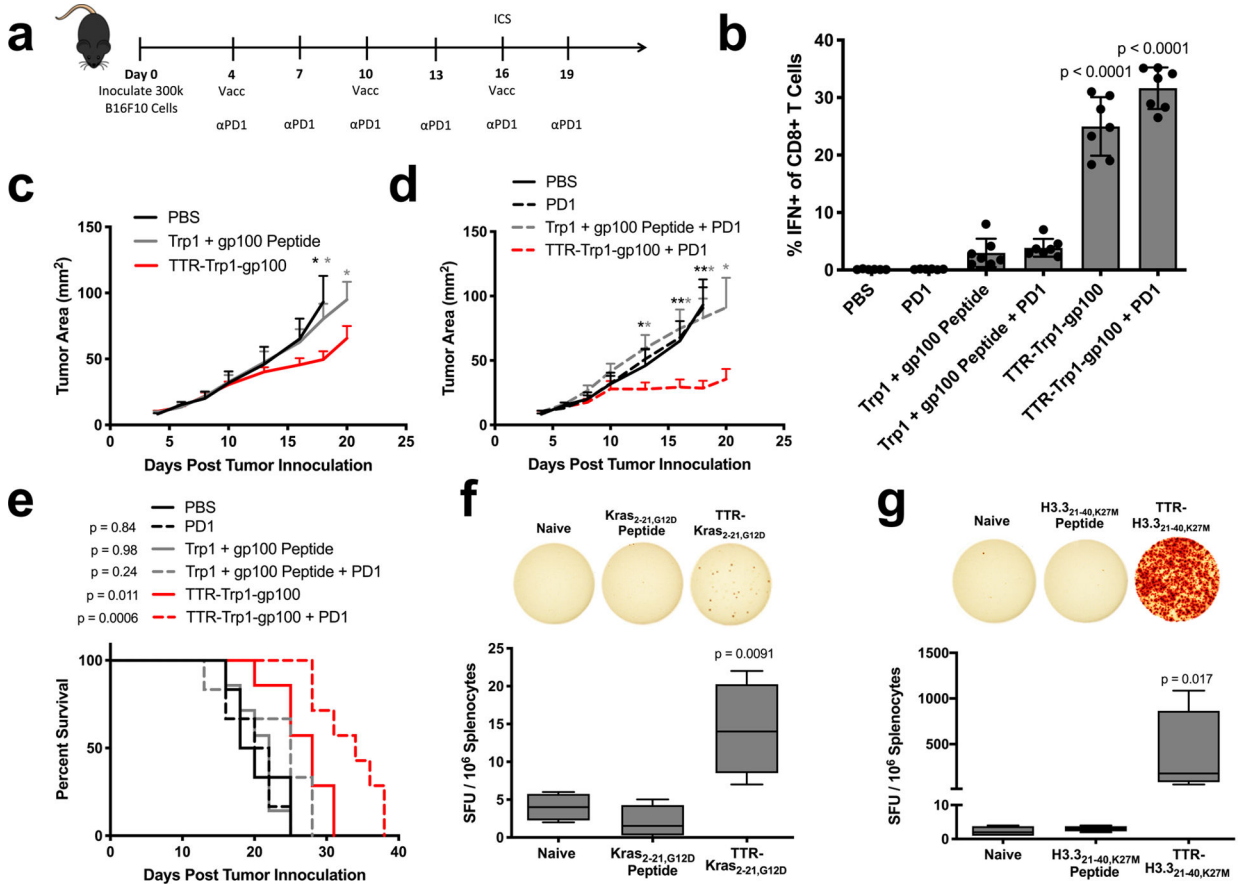 a
ICS
Day 0 4 7 10 13 16 19
Inoculate 300k Vacc Vacc Vacc
B16F10 Cells
αPD1 αPD1 αPD1 αPD1 αPD1 αPD1
b
% IFN+ of CD8+ T Cells
40
30
20
10
0
p < 0.0001
p < 0.0001
PBS
PD1
Trp1 + gp100 Peptide
Trp1 + gp100 Peptide + PD1
TTR-Trp1-gp100
TTR-Trp1-gp100 + PD1
c
PBS
Trp1 + gp100 Peptide
TTR-Trp1-gp100
Tumor Area (mm²)
150
100
50
0
* *
*
0 5 10 15 20 25
Days Post Tumor Innoculation
d
PBS
PD1
Trp1 + gp100 Peptide + PD1
TTR-Trp1-gp100 + PD1
Tumor Area (mm²)
150
100
50
0
**
***
***
*
0 5 10 15 20 25
Days Post Tumor Innoculation
e
PBS
p = 0.84 PD1
p = 0.98 Trp1 + gp100 Peptide
p = 0.24 Trp1 + gp100 Peptide + PD1
p = 0.011 TTR-Trp1-gp100
p = 0.0006 TTR-Trp1-gp100 + PD1
Percent Survival
100
50
0
0 10 20 30 40
Days Post Tumor Innoculation
f
Naive
Kras2-21,G12D
Peptide
TTR-
Kras2-21,G12D
SFU / 10⁶ Splenocytes
25
20
15
10
5
0
p = 0.0091
Naive
Kras2-21,G12D
Peptide
TTR-
Kras2-21,G12D
g
Naive
H3.321-40,K27M
Peptide
TTR-
H3.321-40,K27M
SFU / 10⁶ Splenocytes
1500
1000
500
10
0
p = 0.017
Naive
H3.321-40,K27M
Peptide
TTR-
H3.321-40,K27M